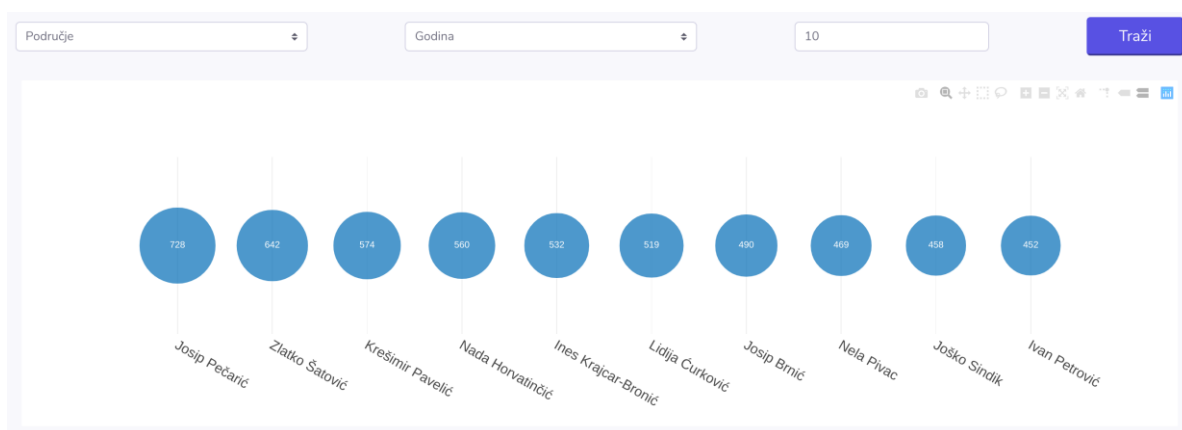 Područje
Godina
10
Traži
728
642
574
560
532
519
490
469
458
452
Josip Pečarić
Zlatko Šatović
Krešimir Pavelić
Nada Horvatinčić
Ines Krajcar-Bronić
Lidija Ćurković
Josip Brnić
Nela Pivac
Joško Sindik
Ivan Petrović